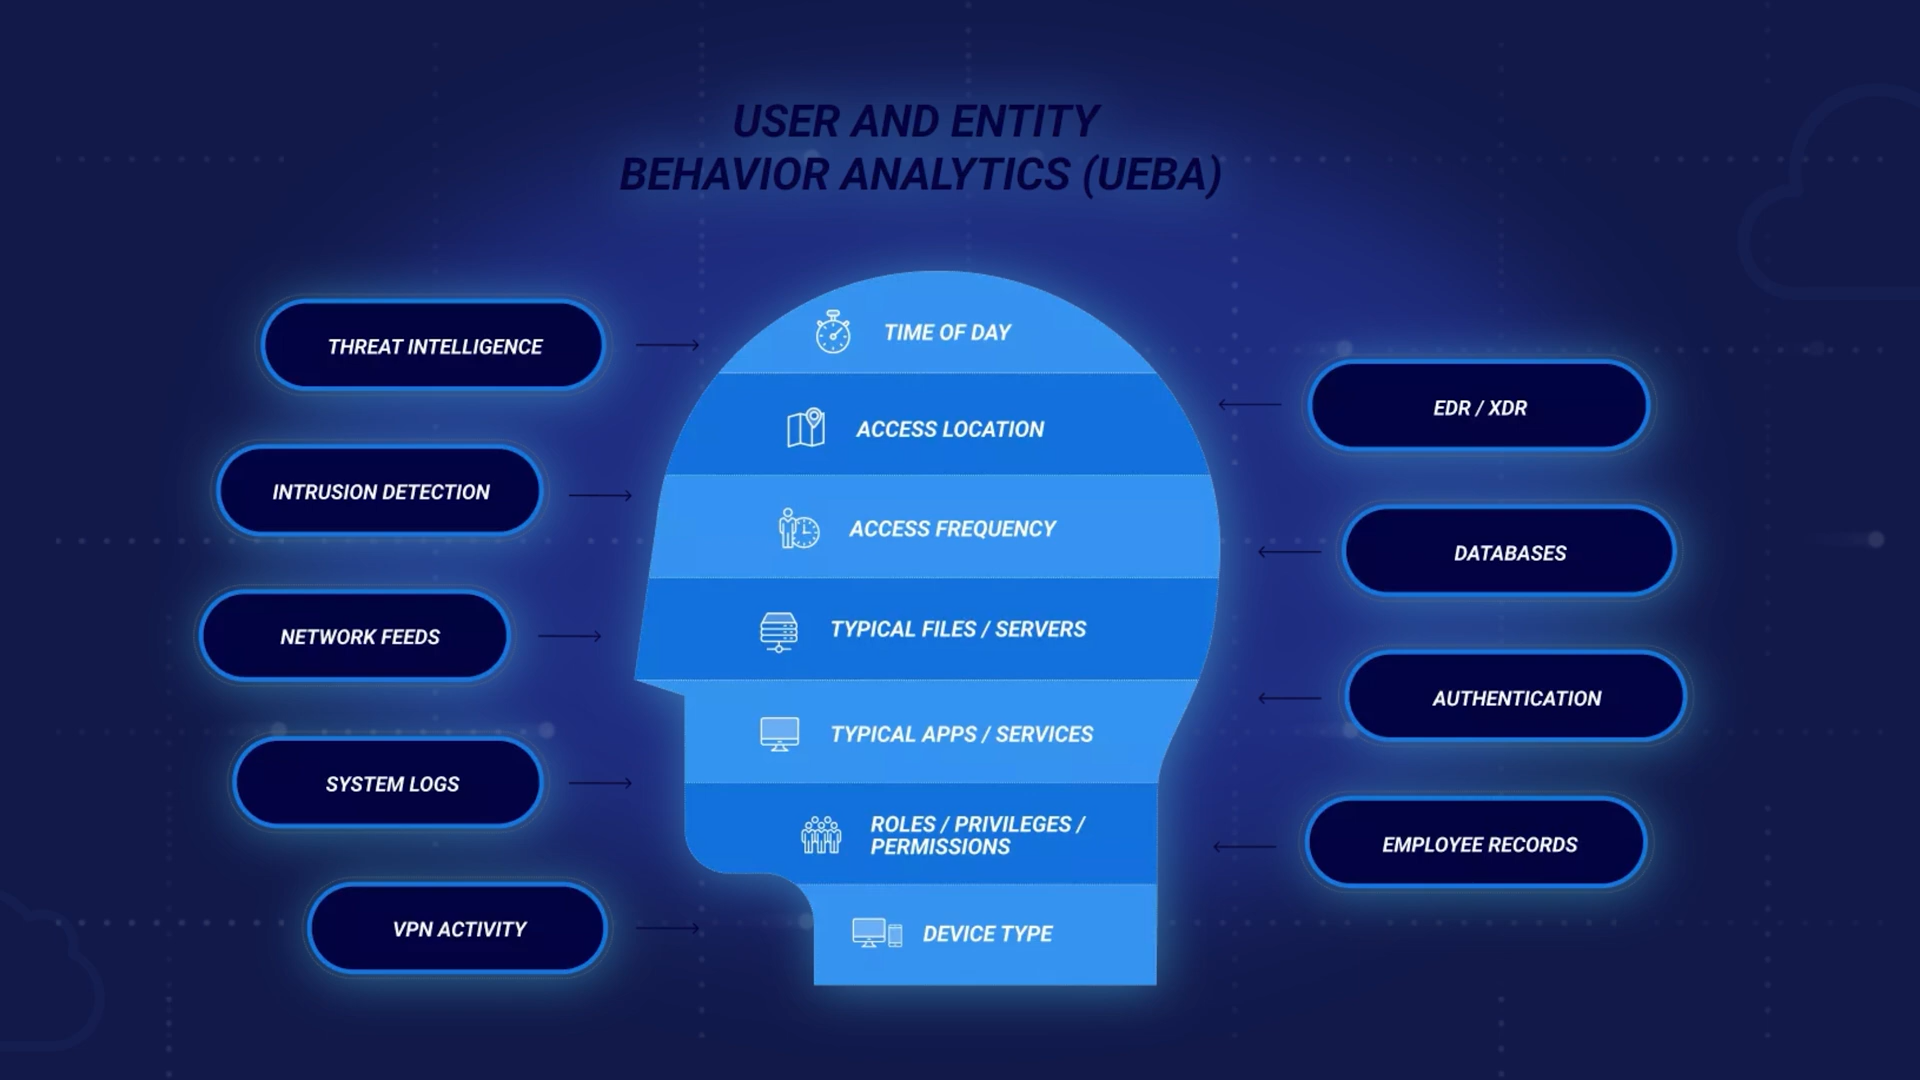 USER AND ENTITY
BEHAVIOR ANALYTICS (UEBA)
THREAT INTELLIGENCE
INTRUSION DETECTION
NETWORK FEEDS
SYSTEM LOGS
VPN ACTIVITY
TIME OF DAY
ACCESS LOCATION
ACCESS FREQUENCY
TYPICAL FILES / SERVERS
TYPICAL APPS / SERVICES
ROLES / PRIVILEGES /
PERMISSIONS
DEVICE TYPE
EDR / XDR
DATABASES
AUTHENTICATION
EMPLOYEE RECORDS